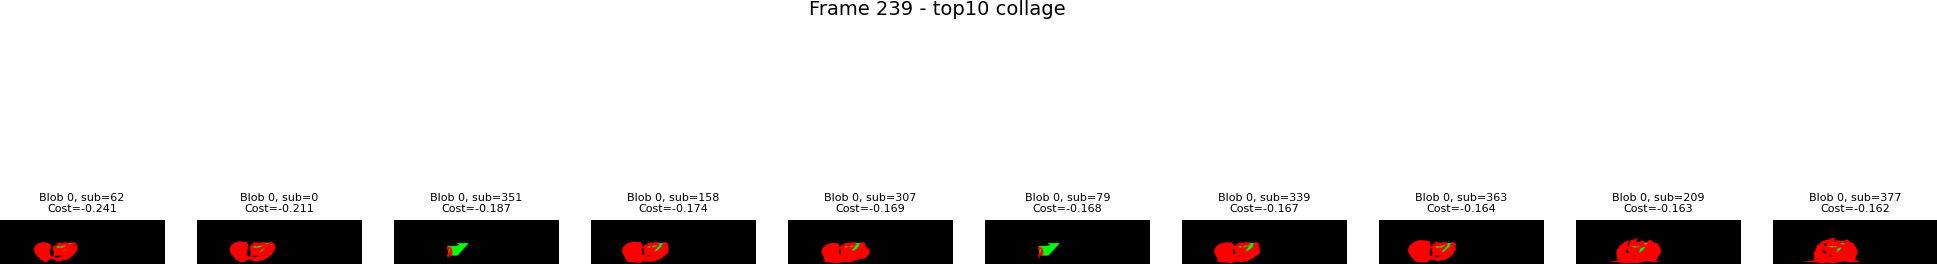 Frame 239 - top10 collage
Blob 0, sub=62
Cost=-0.241
Blob 0, sub=0
Cost=-0.211
Blob 0, sub=351
Cost=-0.187
Blob 0, sub=158
Cost=-0.174
Blob 0, sub=307
Cost=-0.169
Blob 0, sub=79
Cost=-0.168
Blob 0, sub=339
Cost=-0.167
Blob 0, sub=363
Cost=-0.164
Blob 0, sub=209
Cost=-0.163
Blob 0, sub=377
Cost=-0.162